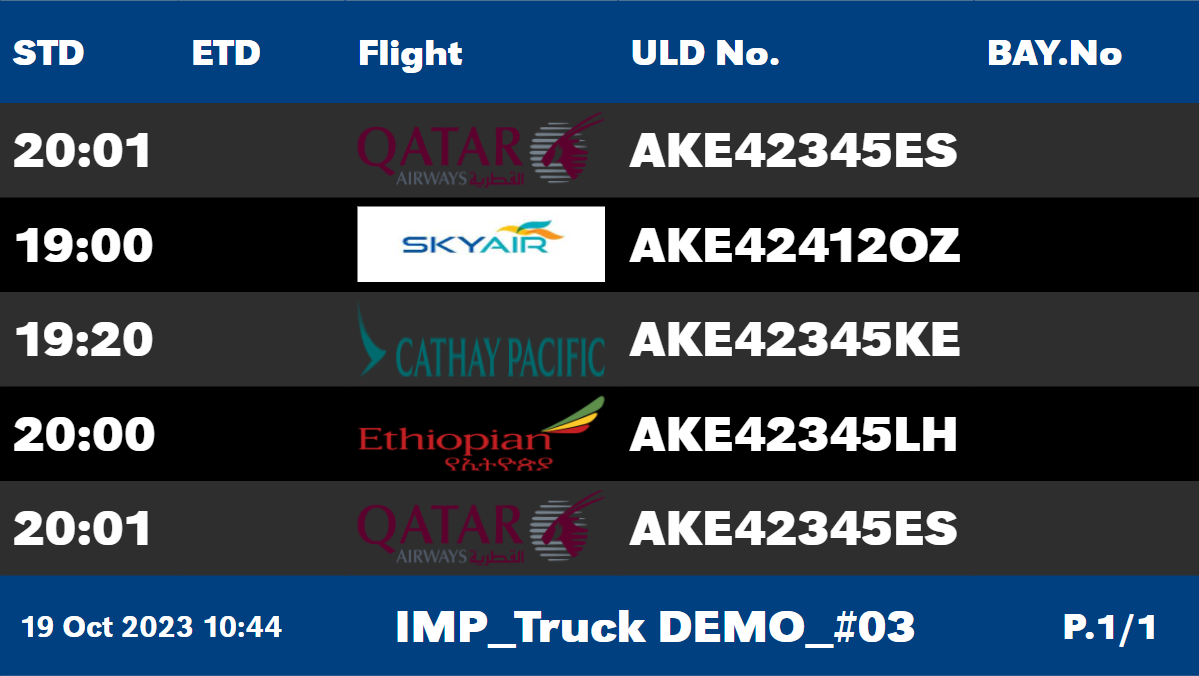 STD ETD Flight ULD No. BAY.No
20:01 QATAR AIRWAYS القطرية AKE42345ES
19:00 SKYAIR AKE42412OZ
19:20 CATHAY PACIFIC AKE42345KE
20:00 Ethiopian የኢትዮጵያ AKE42345LH
20:01 QATAR AIRWAYS القطرية AKE42345ES
19 Oct 2023 10:44 IMP_Truck DEMO_#03 P.1/1